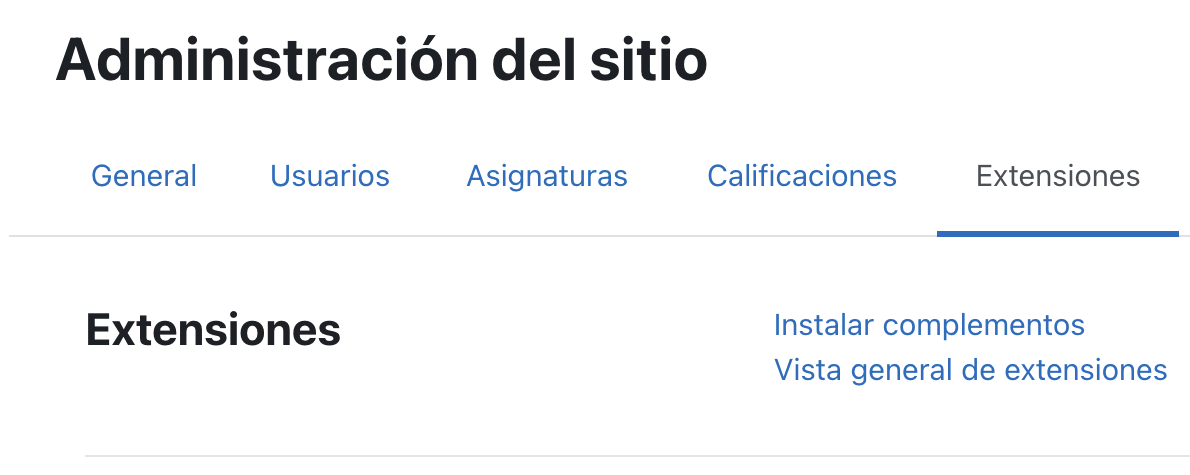 Administración del sitio
General Usuarios Asignaturas Calificaciones Extensiones
Extensiones
Instalar complementos
Vista general de extensiones